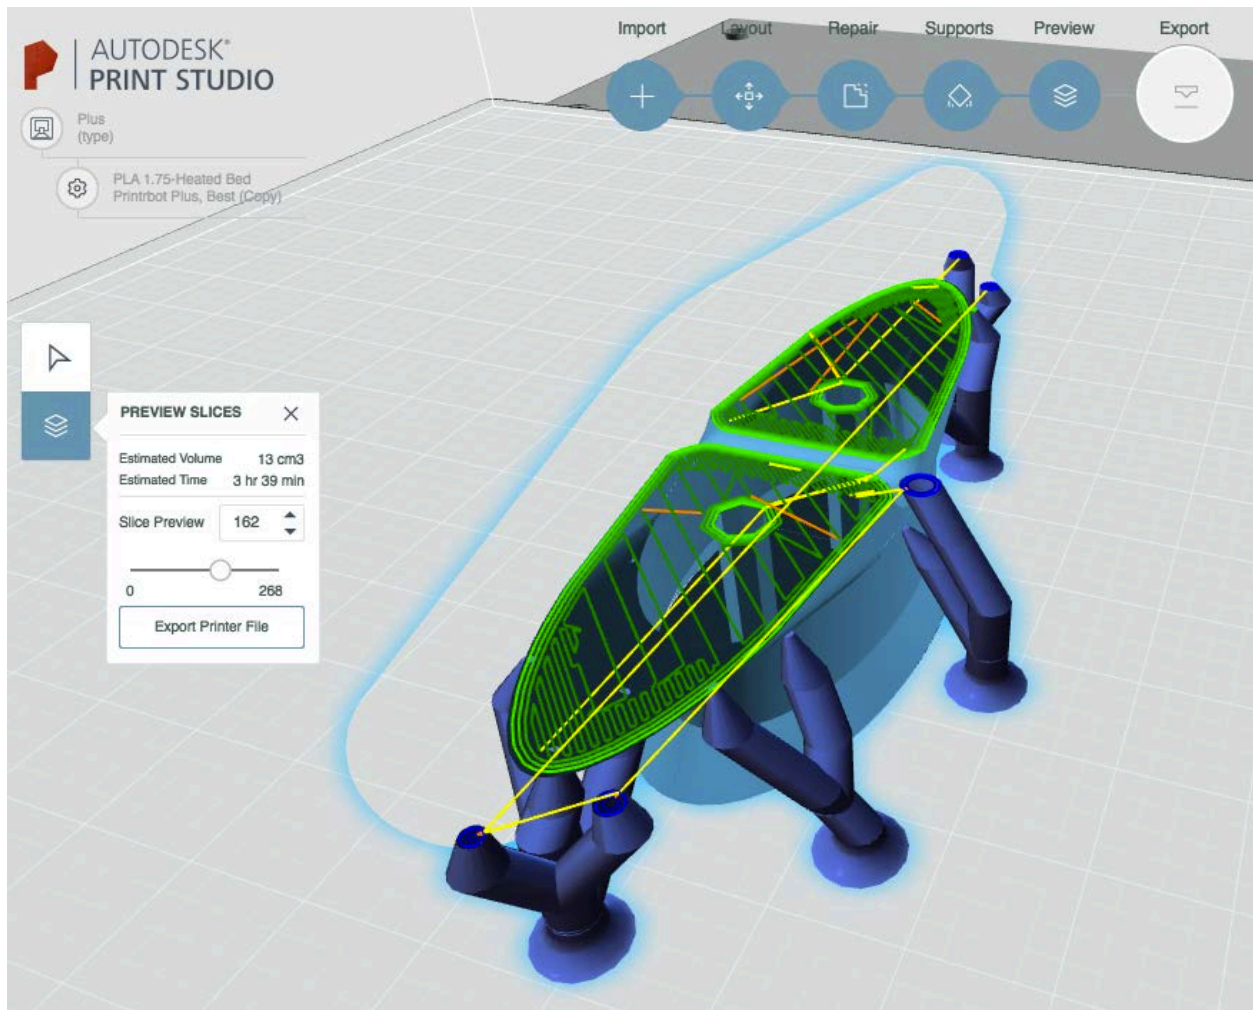 AUTODESK®
PRINT STUDIO
Import
Layout
Repair
Supports
Preview
Export
Plus
(type)
PLA 1.75-Heated Bed
Printrbot Plus, Best (Copy)
PREVIEW SLICES
Estimated Volume 13 cm3
Estimated Time 3 hr 39 min
Slice Preview 162
0 268
Export Printer File